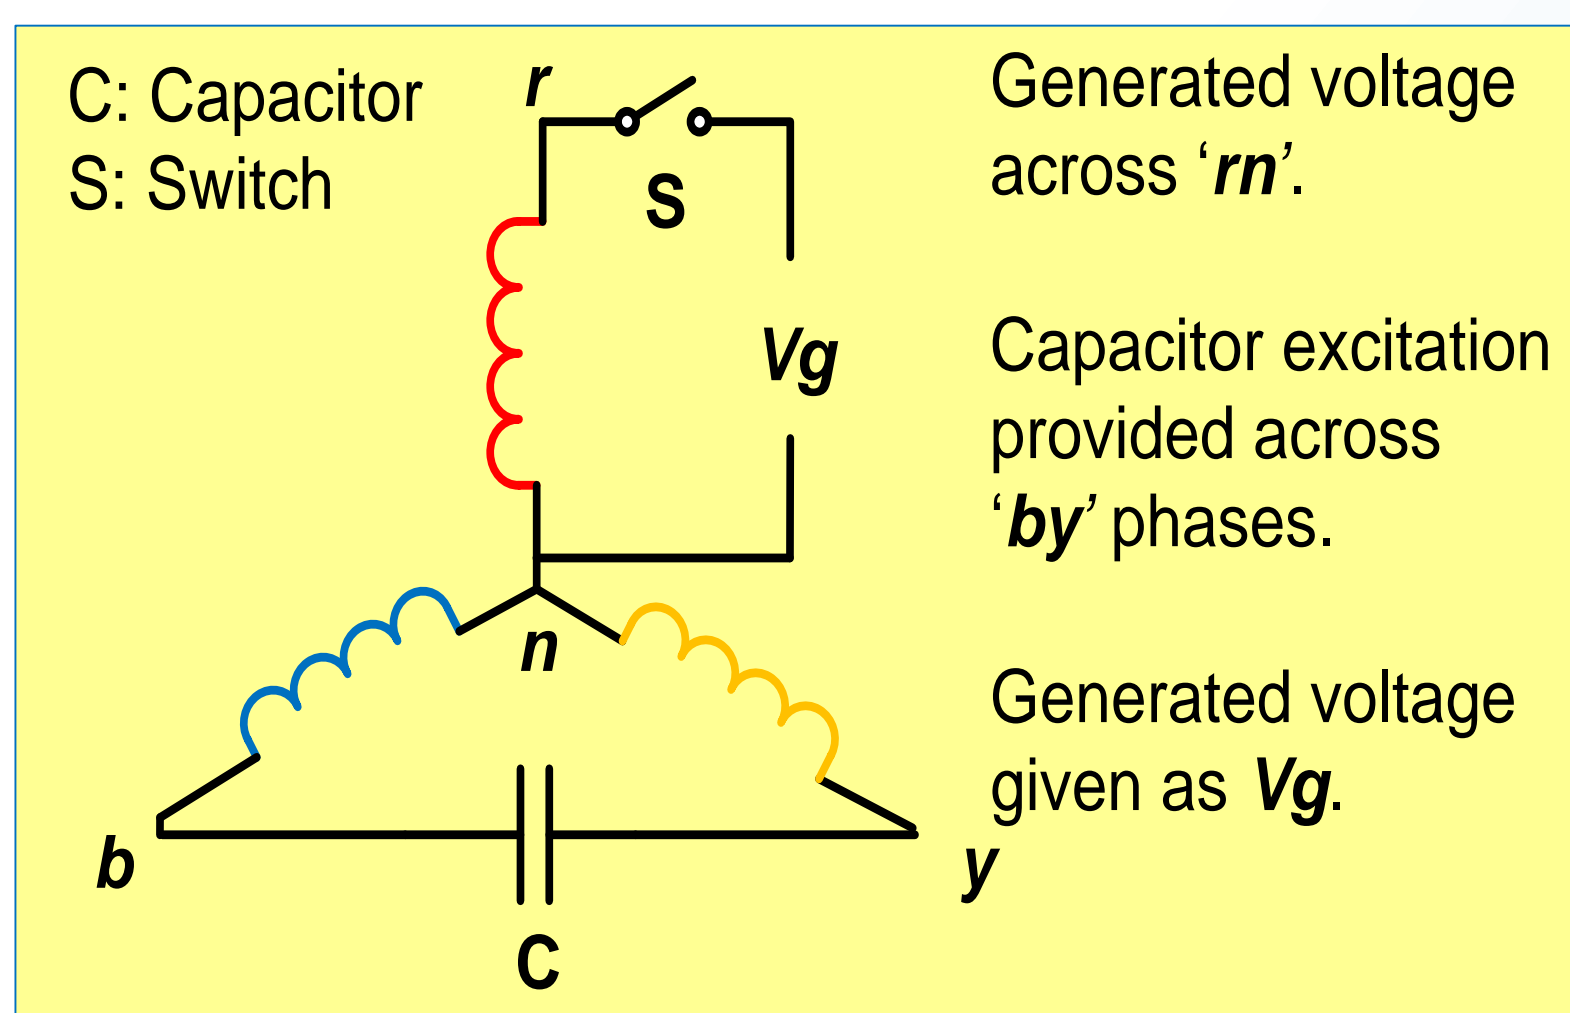 C: Capacitor
S: Switch
r
S
Vg
n
b
y
C
Generated voltage
across ‘rn’.
Capacitor excitation
provided across
‘by’ phases.
Generated voltage
given as Vg.